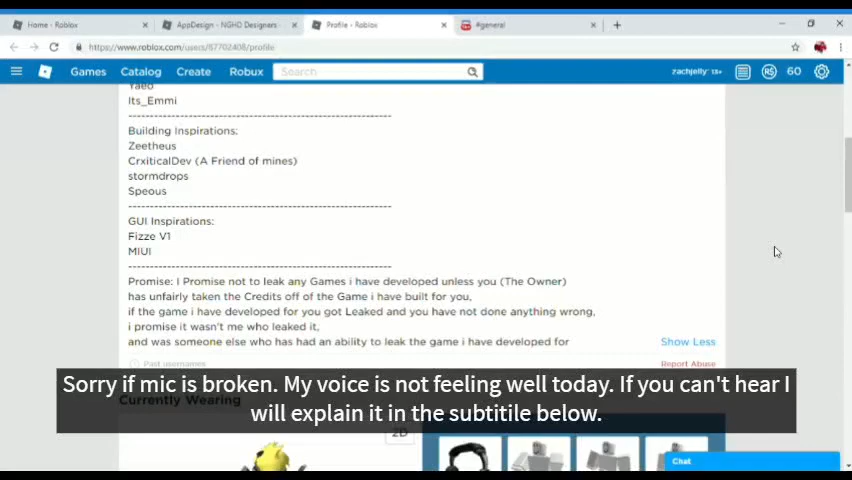 Home - Roblox
AppDesign - NGHO Designers
Profile - Roblox
#general
https://www.roblox.com/users/87702408/profile
Games
Catalog
Create
Robux
Search
zachjelly: 13+
60
Yaeo
Its_Emmi
Building Inspirations:
Zeetheus
CrxiticalDev (A Friend of mines)
stormdrops
Speous
GUI Inspirations:
Fizze V1
MIUI
Promise: I Promise not to leak any Games i have developed unless you (The Owner)
has unfairly taken the Credits off of the Game i have built for you,
if the game i have developed for you got Leaked and you have not done anything wrong,
i promise it wasn't me who leaked it,
and was someone else who has had an ability to leak the game i have developed for
Show Less
Past usernames
Report Abuse
Sorry if mic is broken. My voice is not feeling well today. If you can't hear I
will explain it in the subtitile below.
Currently Wearing
2D
Chat